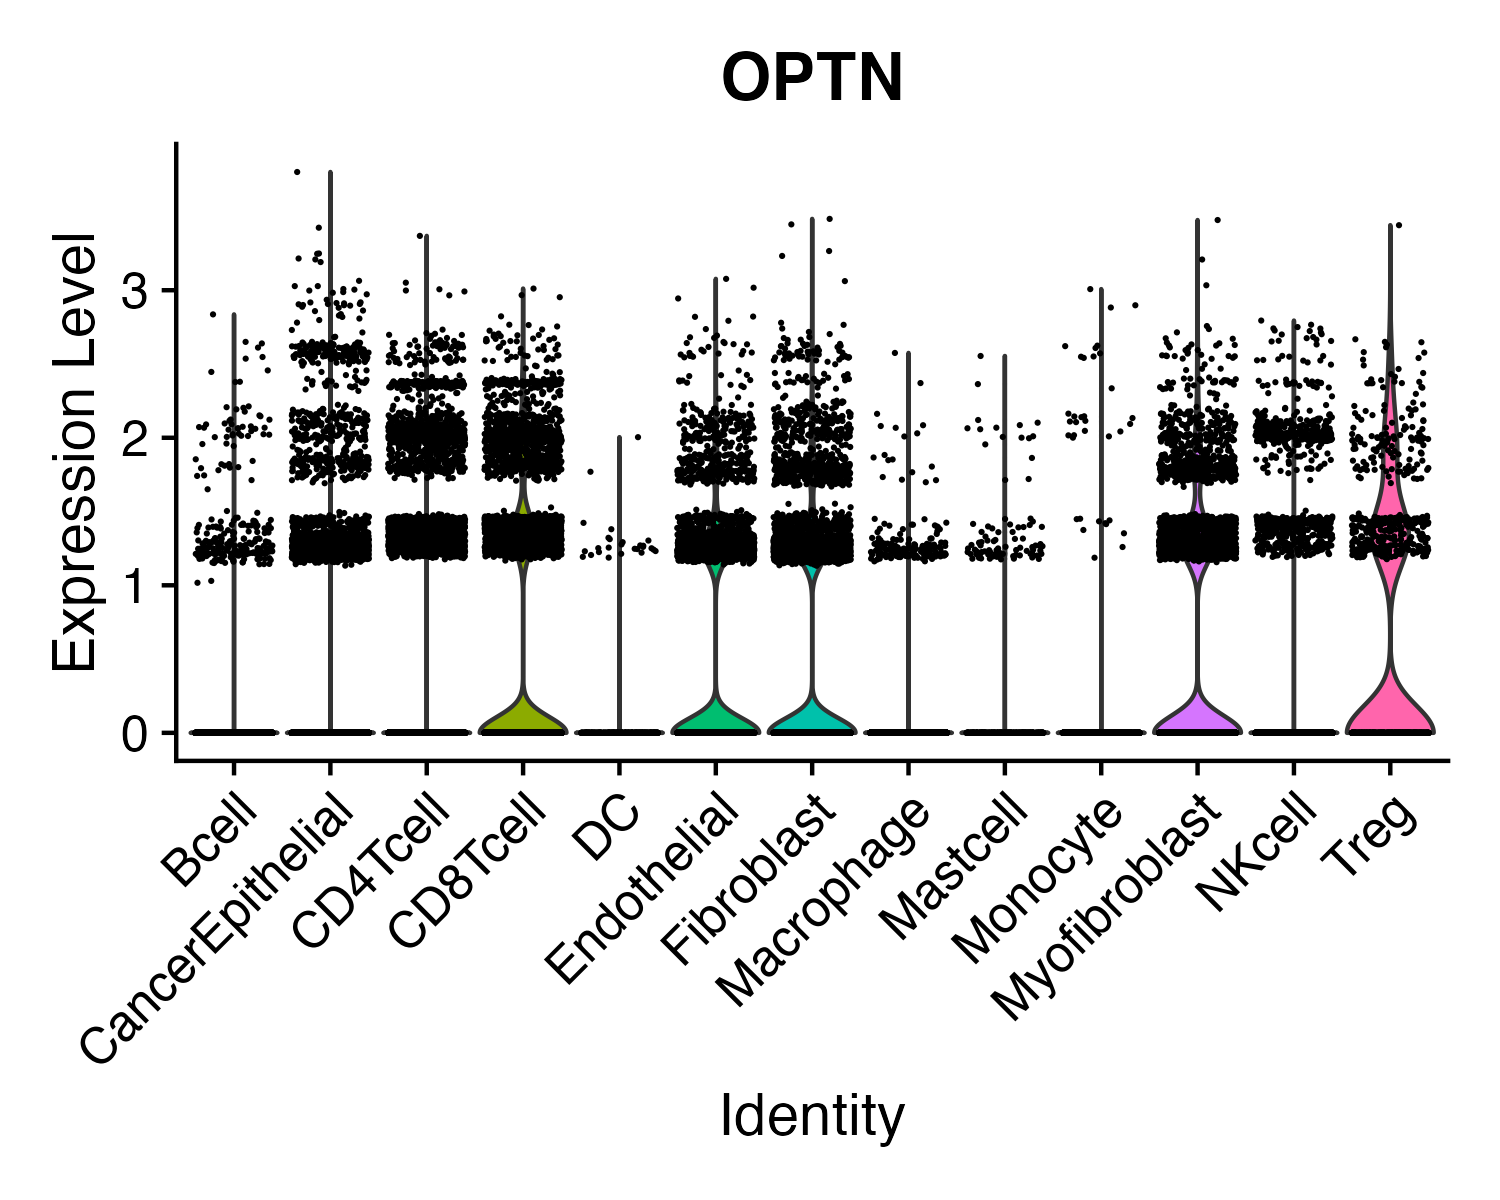 OPTN
Expression Level
3
2
1
0
Bcell
CancerEpithelial
CD4Tcell
CD8Tcell
DC
Endothelial
Fibroblast
Macrophage
Mastcell
Monocyte
Myofibroblast
NKcell
Treg
Identity